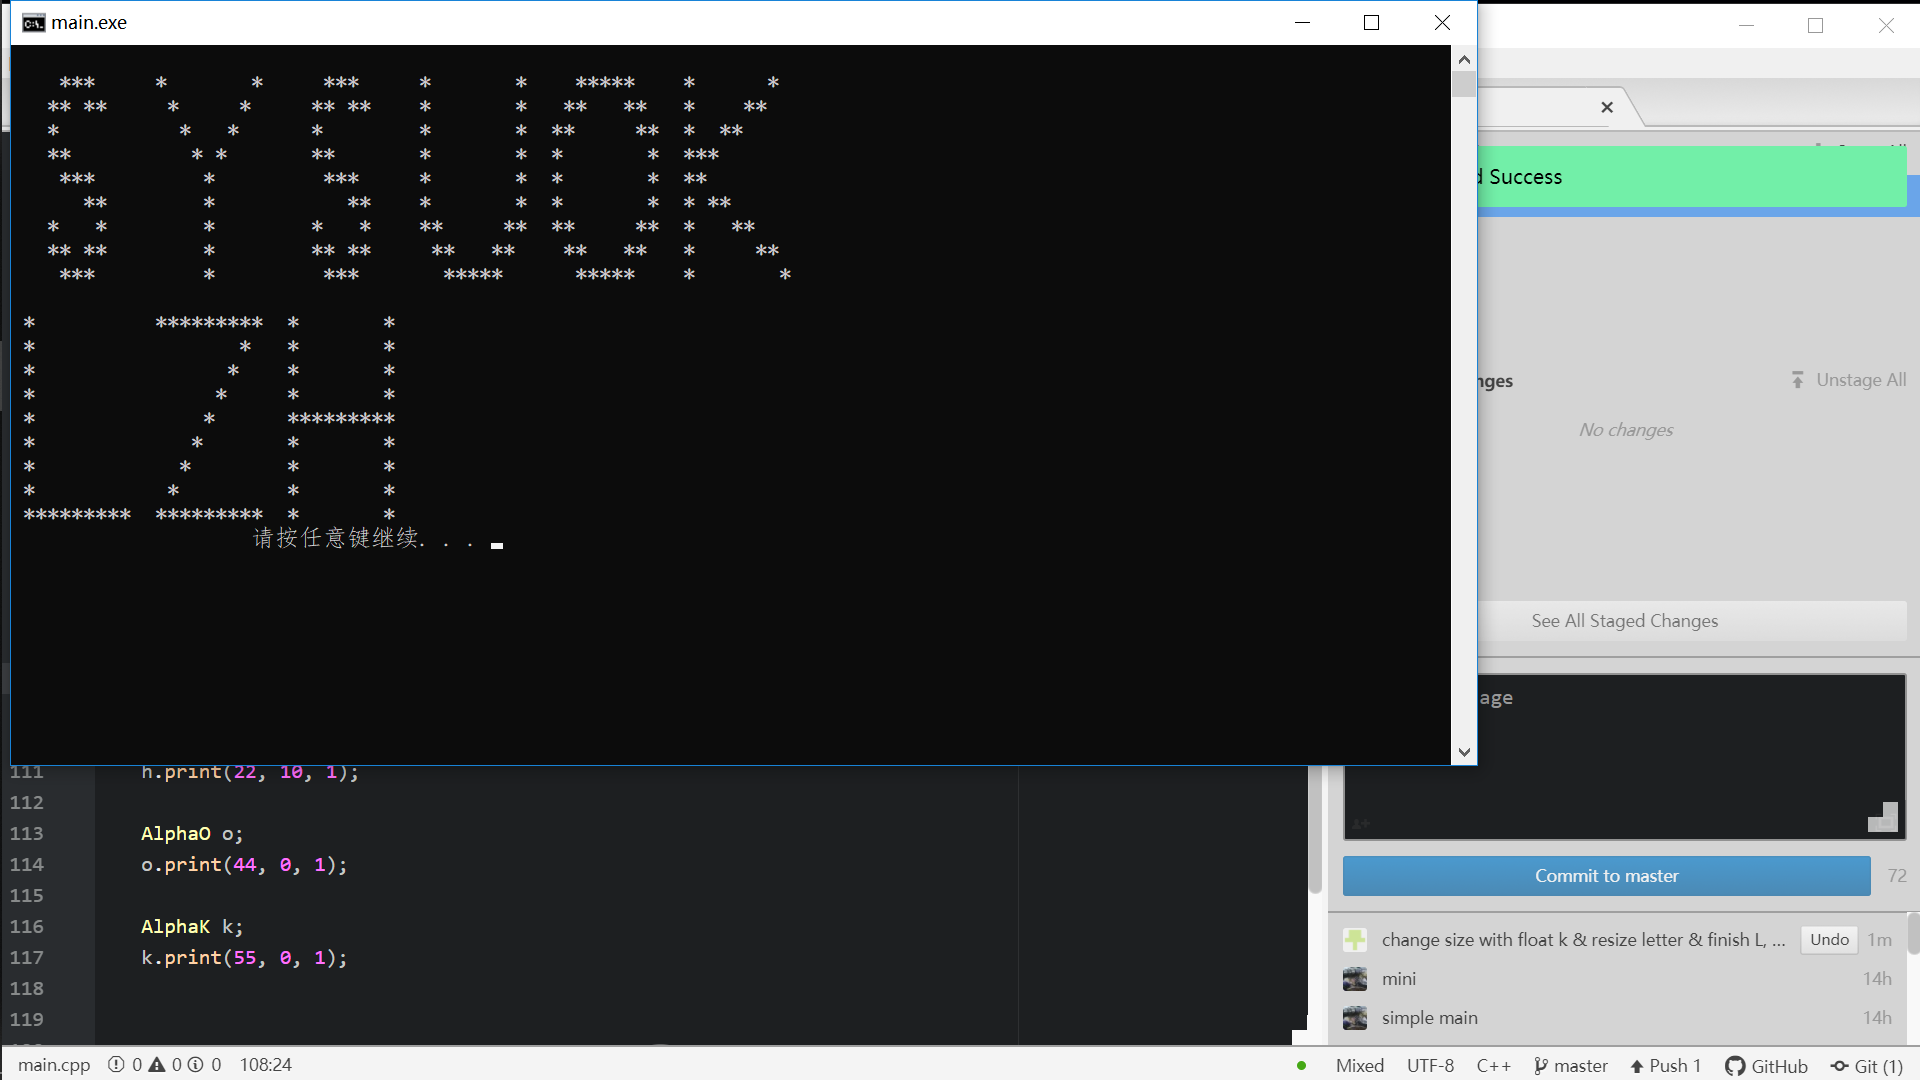 main.exe
   ***     *       *     ***     *       *    *****    *      *
  ** **     *     *     ** **    *       *   **   **   *    **
  *          *   *      *        *       *  **     **  *  **
  **          * *       **       *       *  *       *  ***
   ***         *         ***     *       *  *       *  **
     **        *           **    *       *  *       *  * **
  *   *        *        *   *    **     **  **     **  *   **
  ** **        *        ** **     **   **    **   **   *     **
   ***         *         ***       *****      *****    *       *
*          *********  *       *
*                 *   *       *
*                *    *       *
*               *     *       *
*              *      *********
*             *       *       *
*            *        *       *
*           *         *       *
*********  *********  *       *
请按任意键继续. . .
Success
nges
Unstage All
No changes
See All Staged Changes
age
111 h.print(22, 10, 1);
112
113 AlphaO o;
114 o.print(44, 0, 1);
115
116 AlphaK k;
117 k.print(55, 0, 1);
118
119
Commit to master 72
change size with float k & resize letter & finish L, ... Undo 1m
mini 14h
simple main 14h
main.cpp 0 0 0 108:24 Mixed UTF-8 C++ master Push 1 GitHub Git (1)